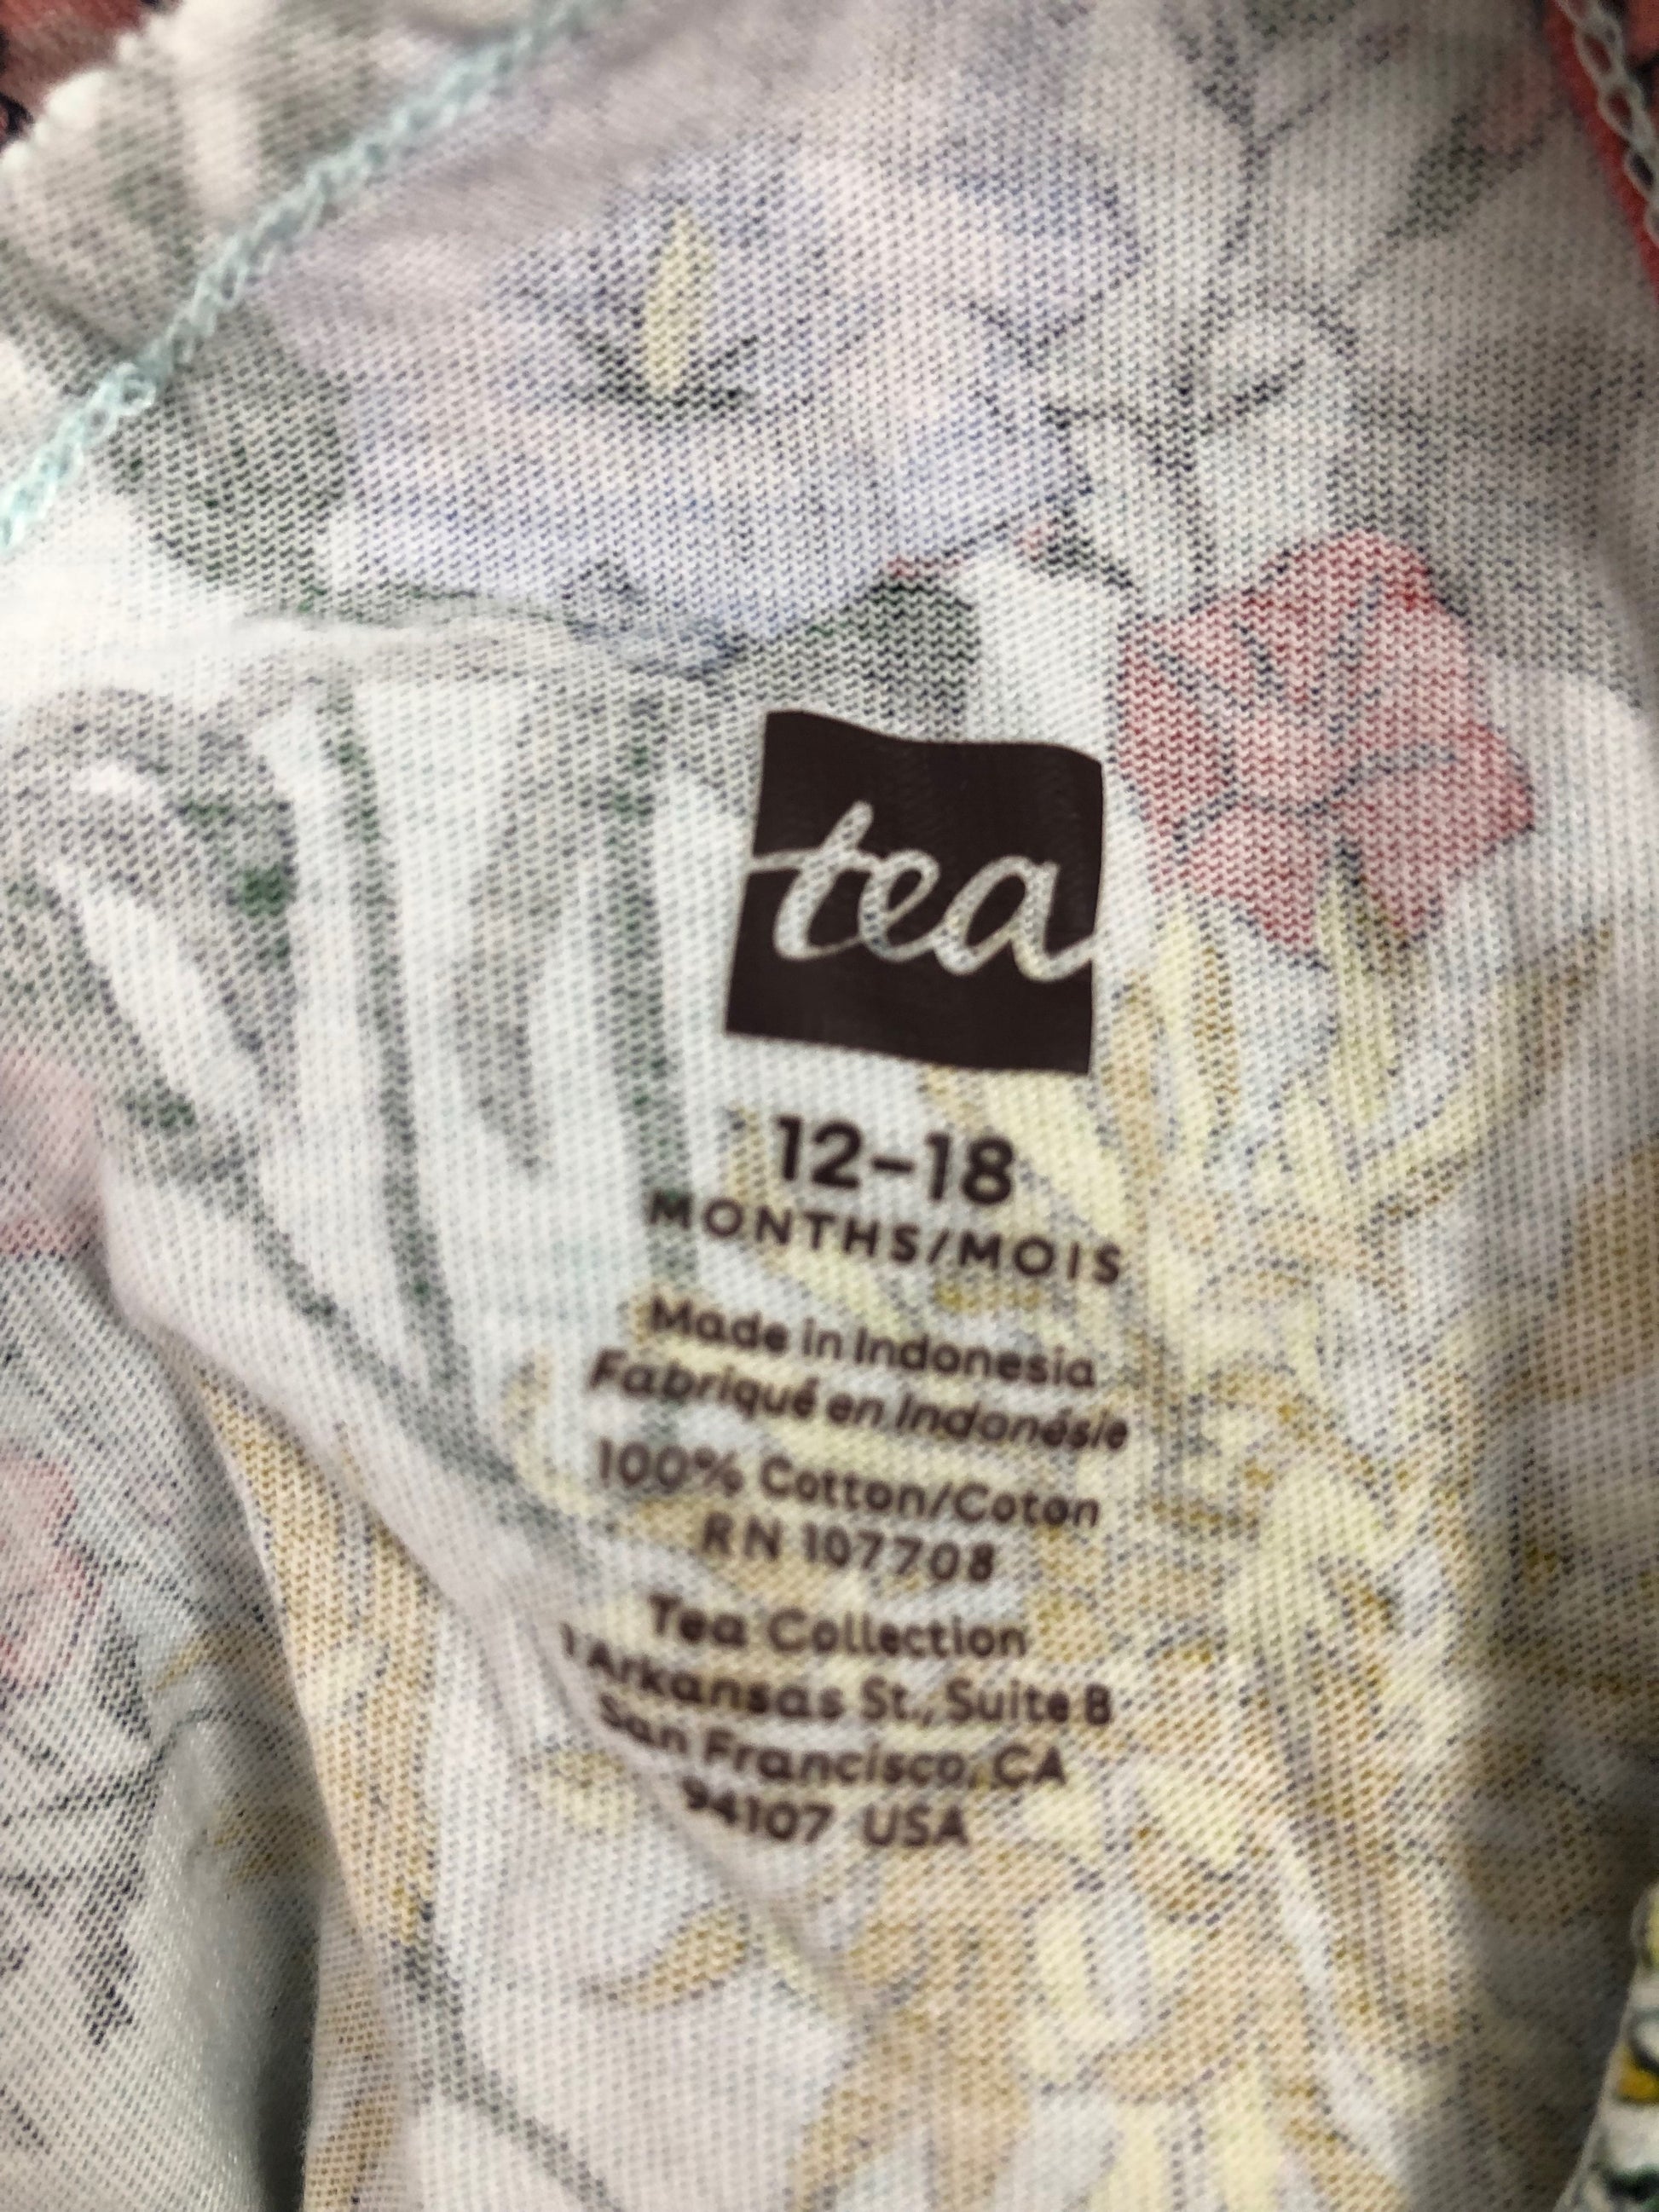 tea
12–18
MONTHS/MOIS
Made in Indonesia
Fabriqué en Indonésie
100% Cotton/Coton
RN 107708
Tea Collection
1 Arkansas St., Suite B
San Francisco, CA
94107 USA